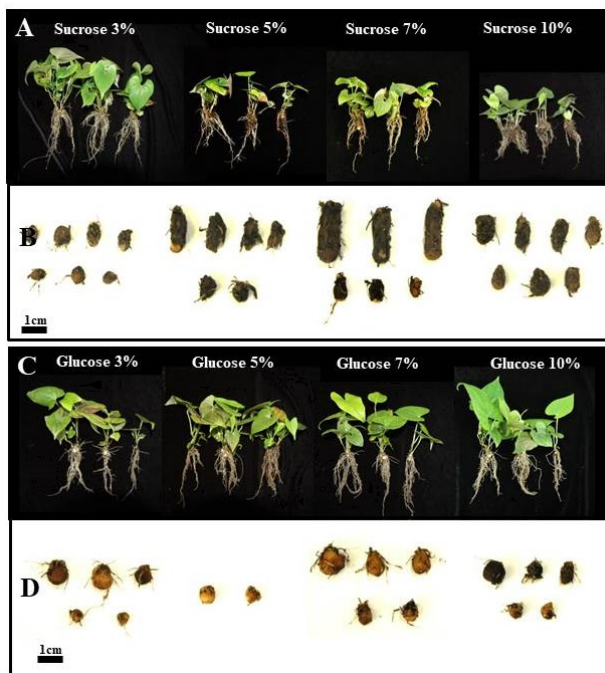 A
Sucrose 3% Sucrose 5% Sucrose 7% Sucrose 10%
B
1cm
C
Glucose 3% Glucose 5% Glucose 7% Glucose 10%
D
1cm